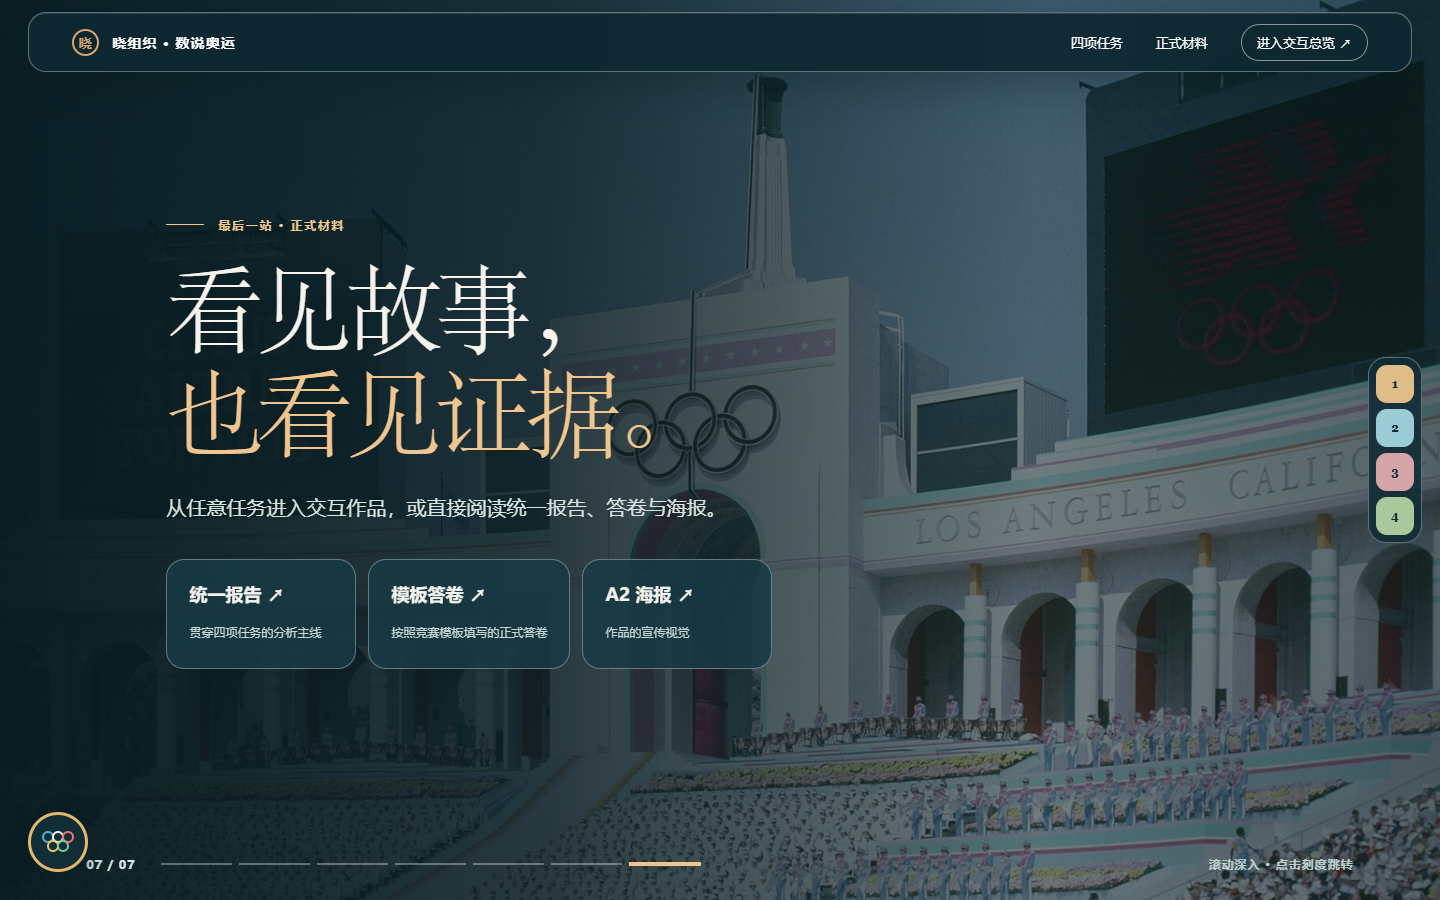 晓 晓组织 • 数说奥运
四项任务 正式材料 进入交互总览 ↗
最后一站 • 正式材料
看见故事，
也看见证据。
从任意任务进入交互作品，或直接阅读统一报告、答卷与海报。
统一报告 ↗
贯穿四项任务的分析主线
模板答卷 ↗
按照竞赛模板填写的正式答卷
A2 海报 ↗
作品的宣传视觉
1
2
3
4
LOS ANGELES CALIFORN
07 / 07
滚动深入 • 点击刻度跳转